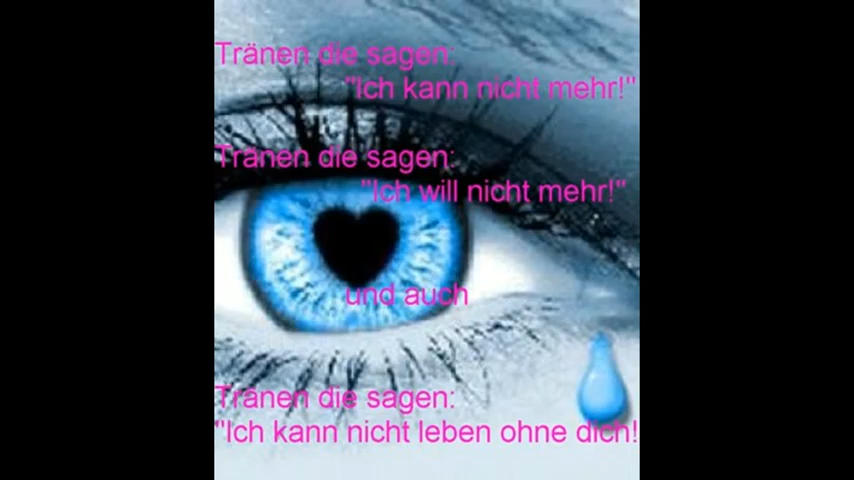 Tränen die sagen:
"Ich kann nicht mehr!"
Tränen die sagen:
"Ich will nicht mehr!"
und auch
Tränen die sagen:
"Ich kann nicht leben ohne dich!